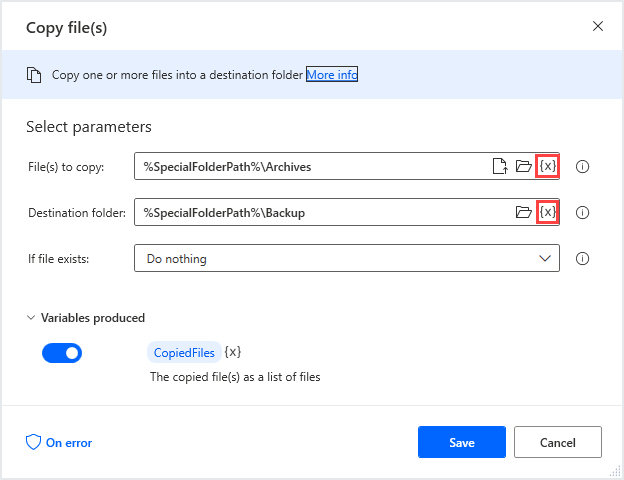 Copy file(s)
Copy one or more files into a destination folder More info
Select parameters
File(s) to copy: %SpecialFolderPath%\Archives {x}
Destination folder: %SpecialFolderPath%\Backup {x}
If file exists: Do nothing
Variables produced
CopiedFiles {x}
The copied file(s) as a list of files
On error Save Cancel